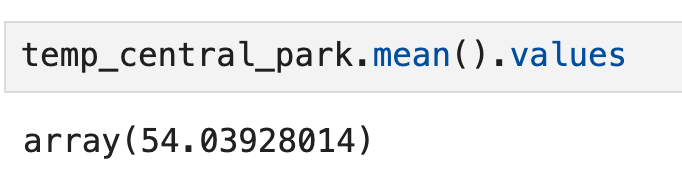 temp_central_park.mean().values
array(54.03928014)